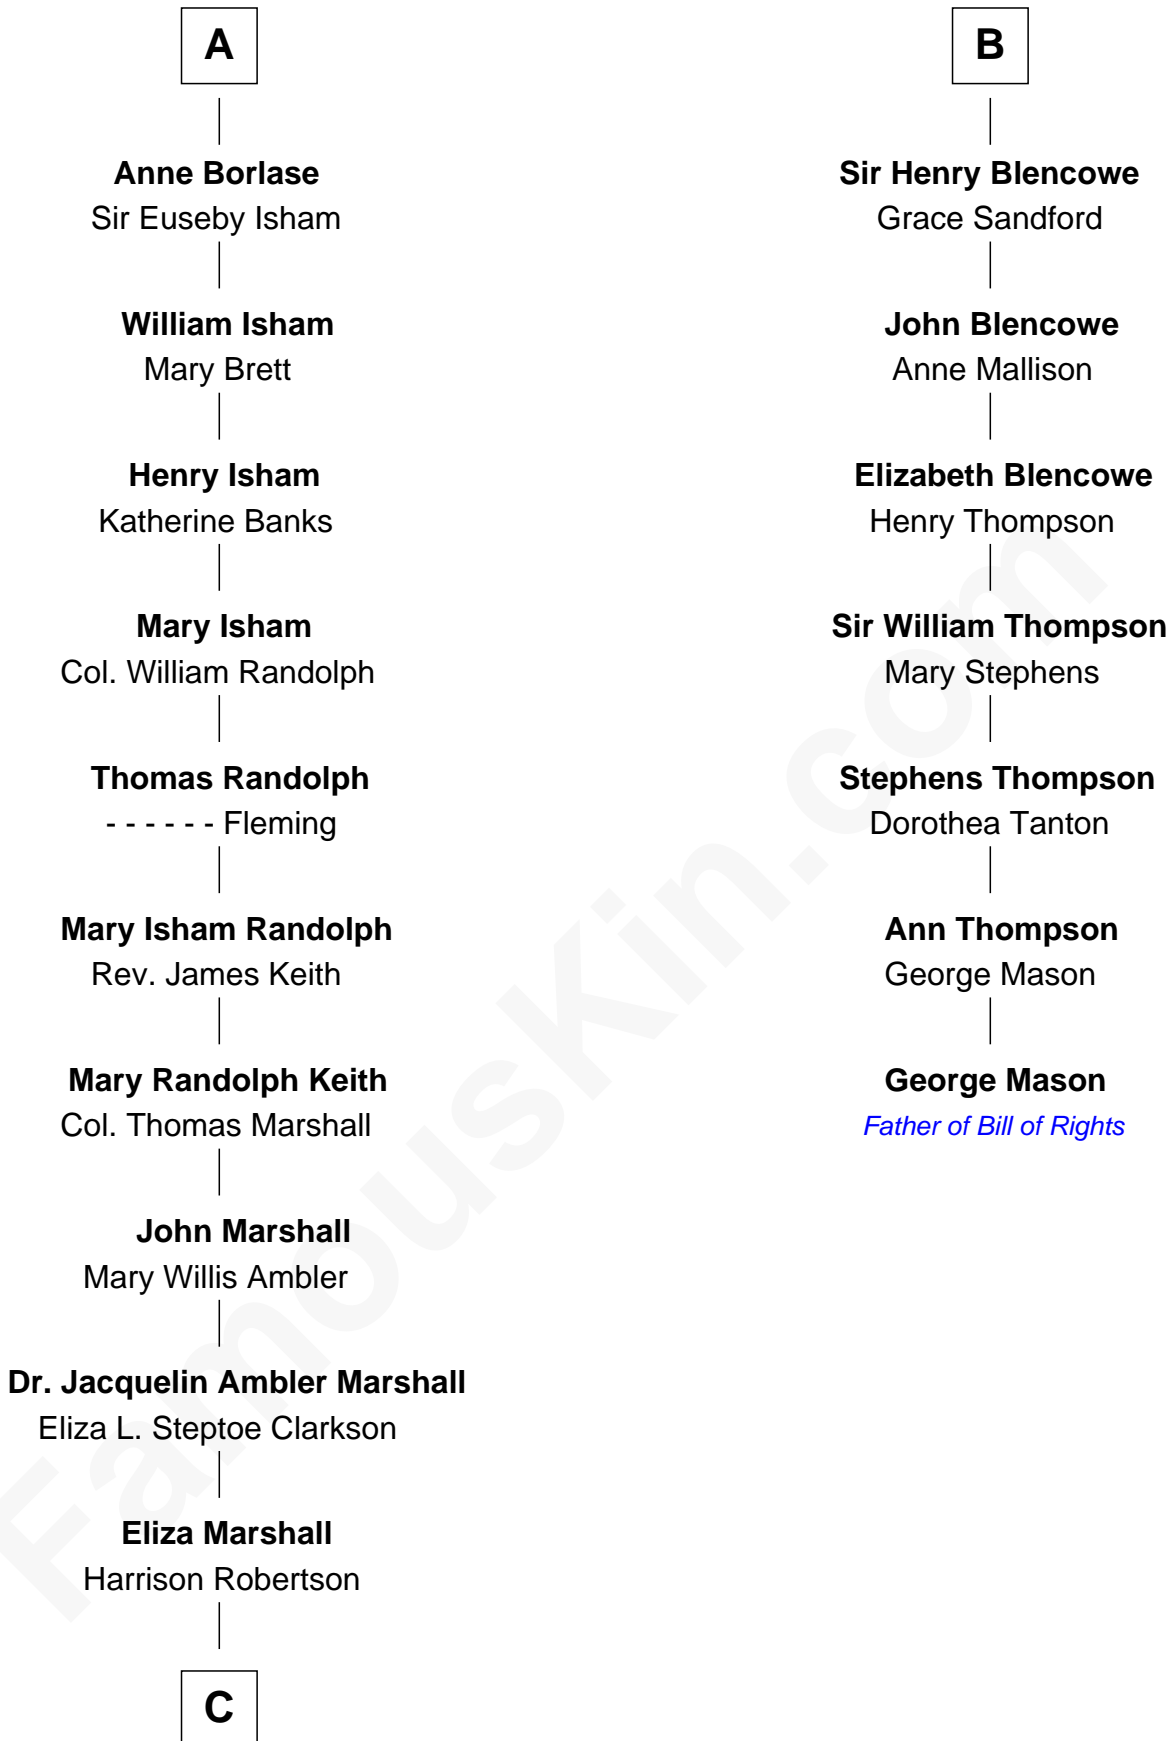 A
Anne Borlase
Sir Euseby Isham
William Isham
Mary Brett
Henry Isham
Katherine Banks
Mary Isham
Col. William Randolph
Thomas Randolph
- - - - - - Fleming
Mary Isham Randolph
Rev. James Keith
Mary Randolph Keith
Col. Thomas Marshall
John Marshall
Mary Willis Ambler
Dr. Jacquelin Ambler Marshall
Eliza L. Steptoe Clarkson
Eliza Marshall
Harrison Robertson
C
B
Sir Henry Blencowe
Grace Sandford
John Blencowe
Anne Mallison
Elizabeth Blencowe
Henry Thompson
Sir William Thompson
Mary Stephens
Stephens Thompson
Dorothea Tanton
Ann Thompson
George Mason
George Mason
Father of Bill of Rights
FamousKin.com